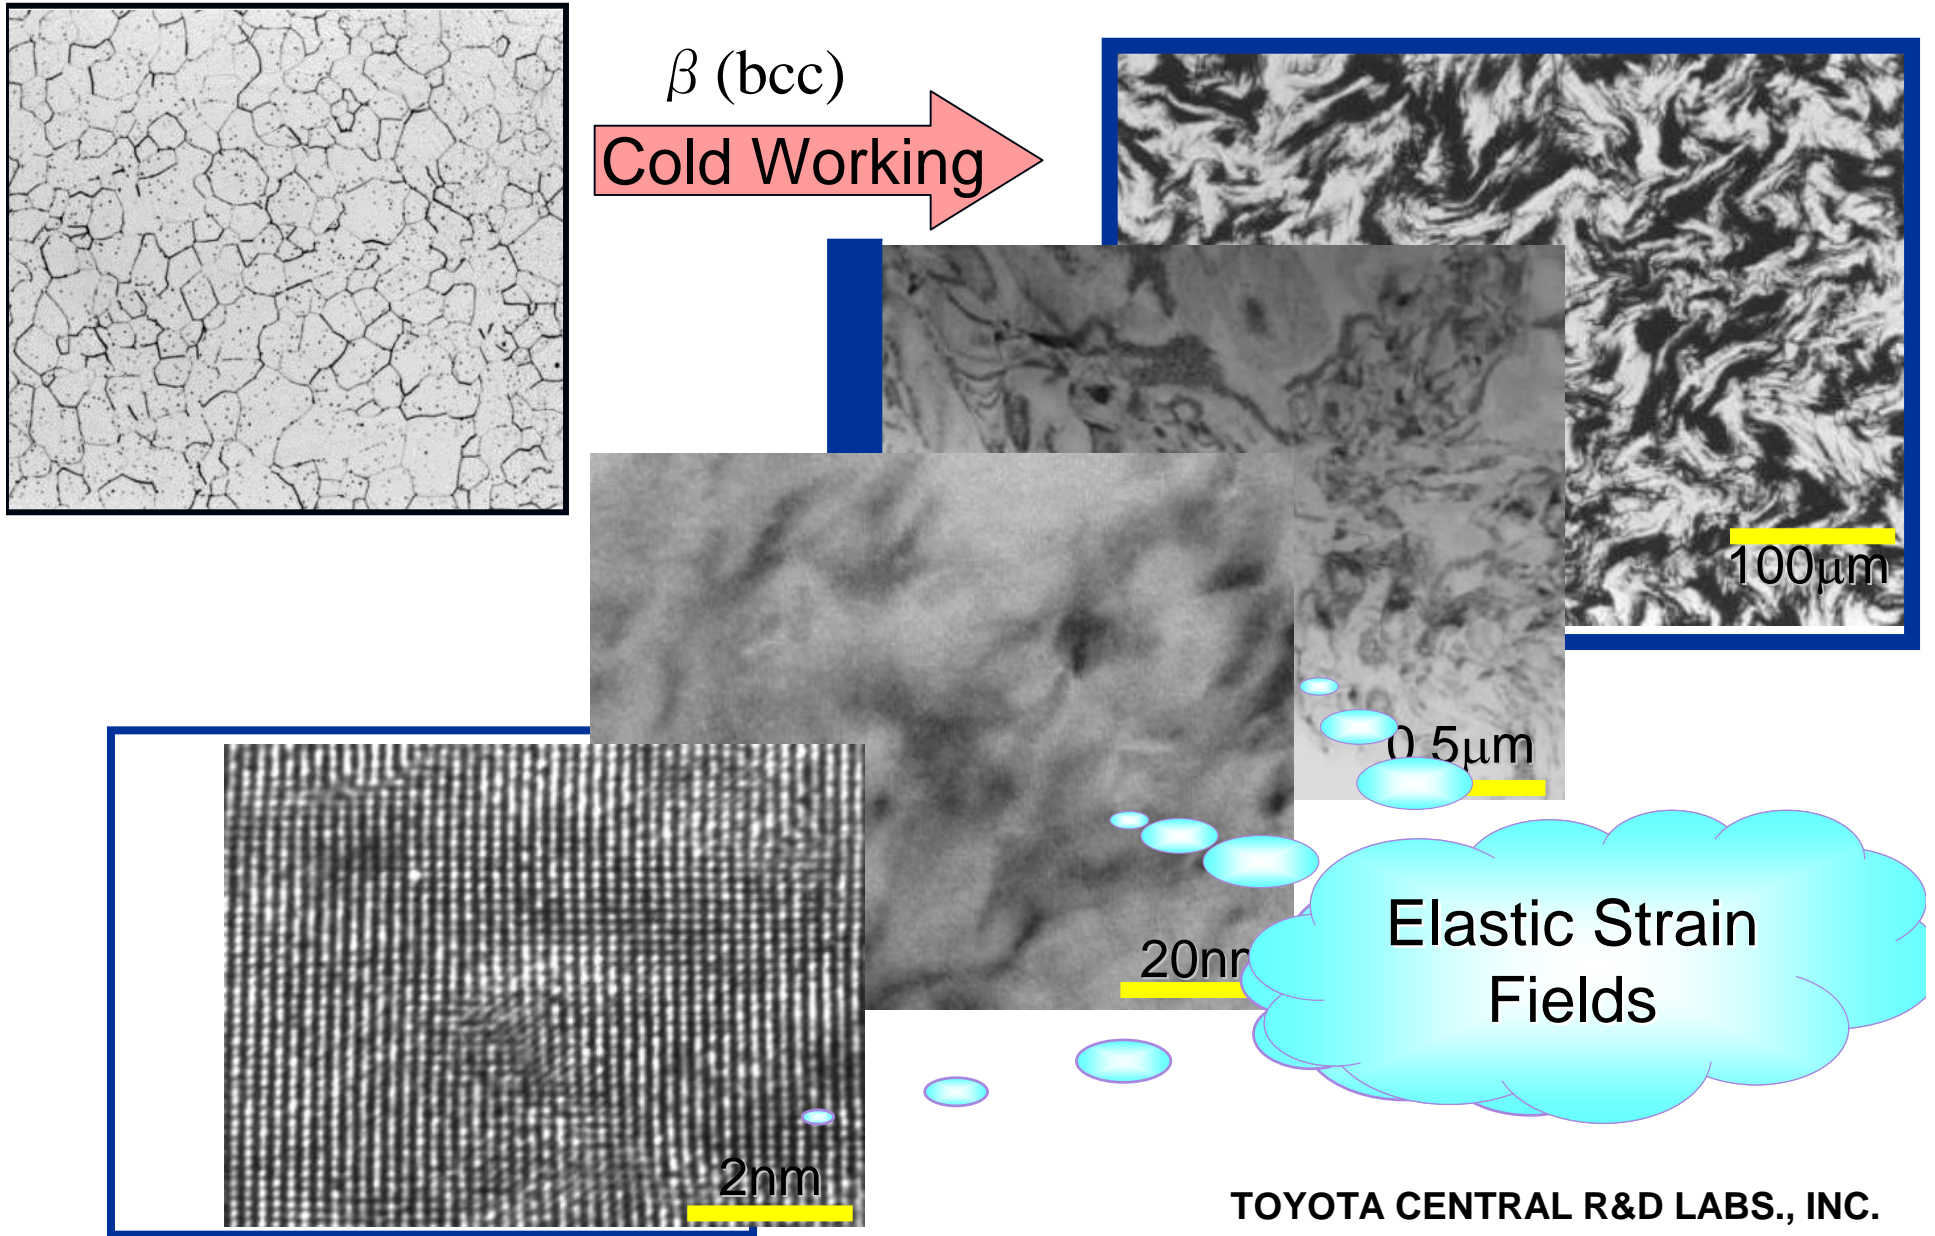 β (bcc)
Cold Working
100μm
0.5μm
20nm
Elastic Strain
Fields
2nm
TOYOTA CENTRAL R&D LABS., INC.